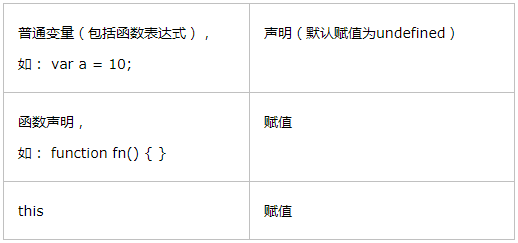 普通变量（包括函数表达式），
如： var a = 10;
声明（默认赋值为undefined）
函数声明，
如： function fn() { }
赋值
this
赋值